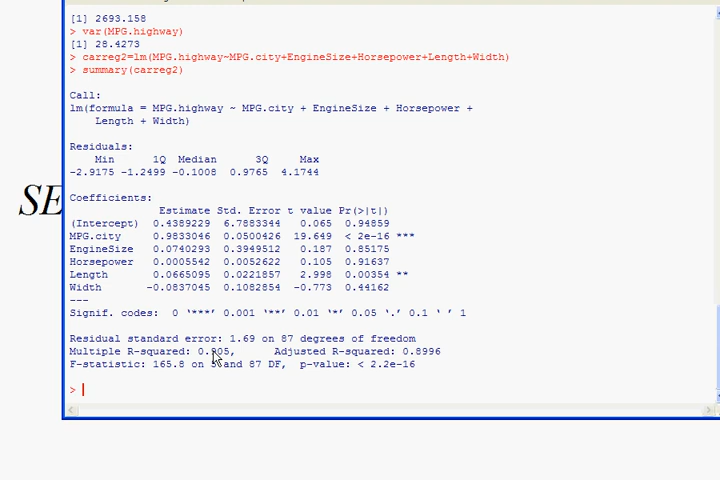 [1] 2693.158
> var(MPG.highway)
[1] 28.4273
> carreg2=lm(MPG.highway~MPG.city+EngineSize+Horsepower+Length+Width)
> summary(carreg2)
Call:
lm(formula = MPG.highway ~ MPG.city + EngineSize + Horsepower +
Length + Width)
Residuals:
Min 1Q Median 3Q Max
-2.9175 -1.2499 -0.1008 0.9765 4.1744
Coefficients:
Estimate Std. Error t value Pr(>|t|)
(Intercept) 0.4389229 6.7883344 0.065 0.94859
MPG.city 0.9833046 0.0500426 19.649 < 2e-16 ***
EngineSize 0.0740293 0.3949512 0.187 0.85175
Horsepower 0.0005542 0.0052622 0.105 0.91637
Length 0.0665095 0.0221857 2.998 0.00354 **
Width -0.0837045 0.1082854 -0.773 0.44162
---
Signif. codes: 0 ‘***’ 0.001 ‘**’ 0.01 ‘*’ 0.05 ‘.’ 0.1 ‘ ’ 1
SE
Residual standard error: 1.69 on 87 degrees of freedom
Multiple R-squared: 0.905, Adjusted R-squared: 0.8996
F-statistic: 165.8 on 5 and 87 DF, p-value: < 2.2e-16
>